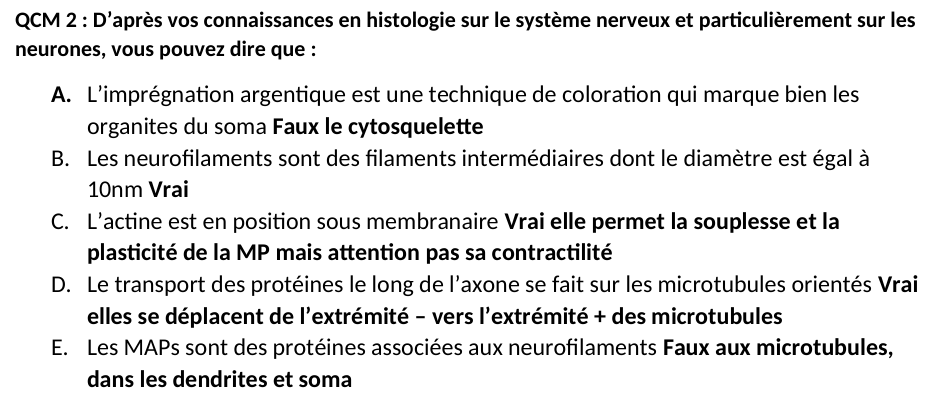 QCM 2 : D’après vos connaissances en histologie sur le système nerveux et particulièrement sur les
neurones, vous pouvez dire que :
A. L’imprégnation argentique est une technique de coloration qui marque bien les
organites du soma Faux le cytosquelette
B. Les neurofilaments sont des filaments intermédiaires dont le diamètre est égal à
10nm Vrai
C. L’actine est en position sous membranaire Vrai elle permet la souplesse et la
plasticité de la MP mais attention pas sa contractilité
D. Le transport des protéines le long de l’axone se fait sur les microtubules orientés Vrai
elles se déplacent de l’extrémité – vers l’extrémité + des microtubules
E. Les MAPs sont des protéines associées aux neurofilaments Faux aux microtubules,
dans les dendrites et soma